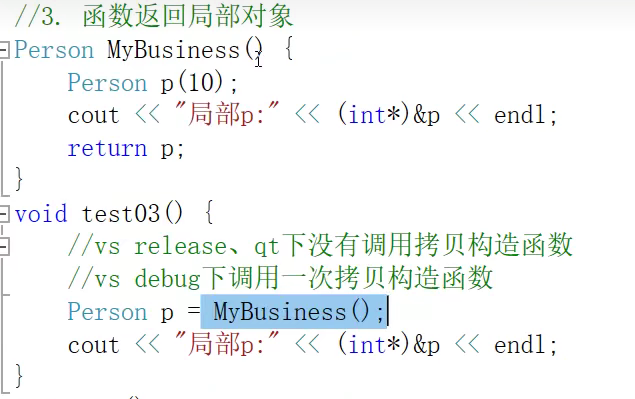 //3. 函数返回局部对象
Person MyBusiness() {
    Person p(10);
    cout << "局部p:" << (int*)&p << endl;
    return p;
}
void test03() {
    //vs release、qt下没有调用拷贝构造函数
    //vs debug下调用一次拷贝构造函数
    Person p = MyBusiness();
    cout << "局部p:" << (int*)&p << endl;
}